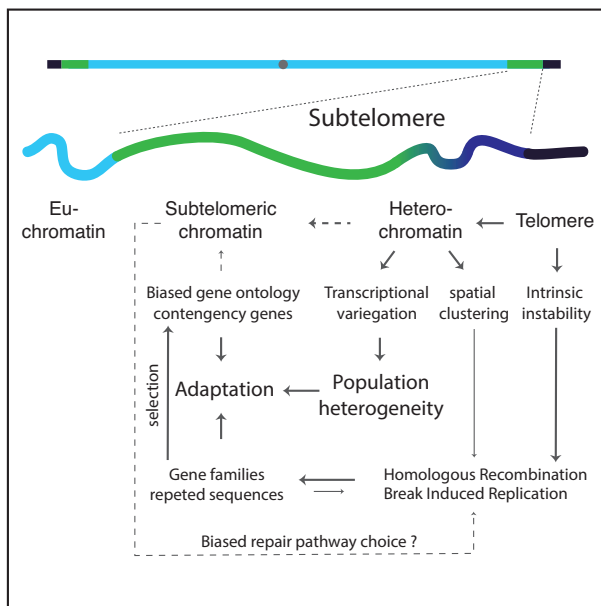 Subtelomere
Eu-
chromatin
Subtelomeric
chromatin
Hetero-
chromatin
Telomere
Biased gene ontology
contengency genes
Transcriptional
variegation
spatial
clustering
Intrinsic
instability
selection
Adaptation
Population
heterogeneity
Gene families
repeted sequences
Homologous Recombination
Break Induced Replication
Biased repair pathway choice ?